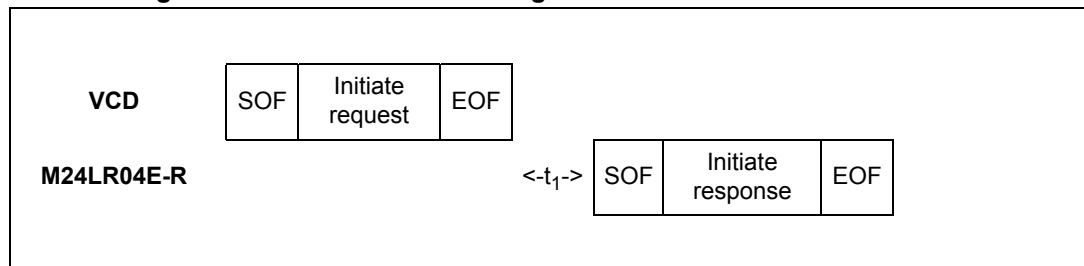 VCD SOF Initiate request EOF
M24LR04E-R <-t1-> SOF Initiate response EOF